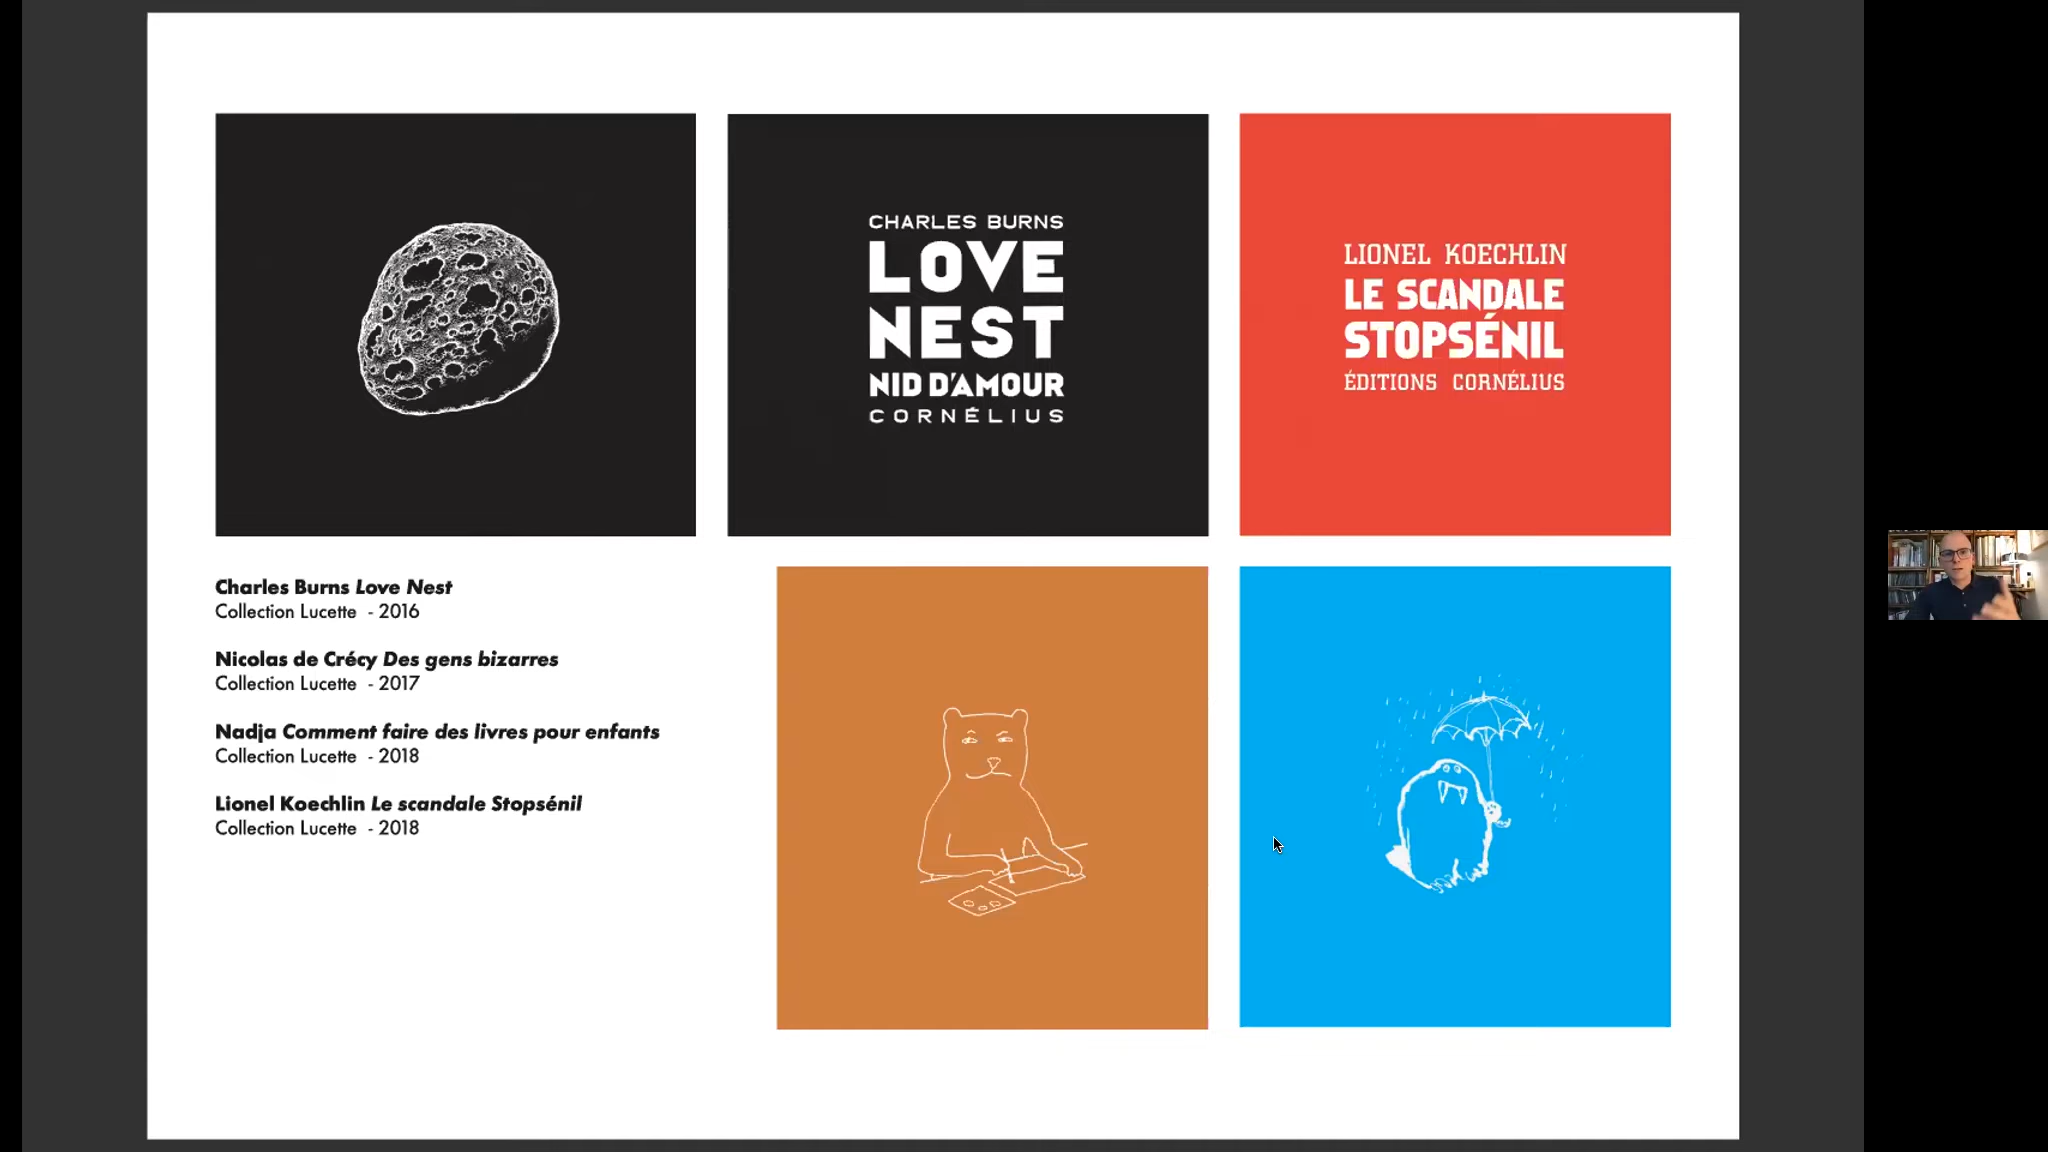 CHARLES BURNS
LOVE
NEST
NID D'AMOUR
CORNÉLIUS
LIONEL KOECHLIN
LE SCANDALE
STOPSÉNIL
ÉDITIONS CORNÉLIUS
Charles Burns Love Nest
Collection Lucette - 2016
Nicolas de Crécy Des gens bizarres
Collection Lucette - 2017
Nadja Comment faire des livres pour enfants
Collection Lucette - 2018
Lionel Koechlin Le scandale Stopsénil
Collection Lucette - 2018